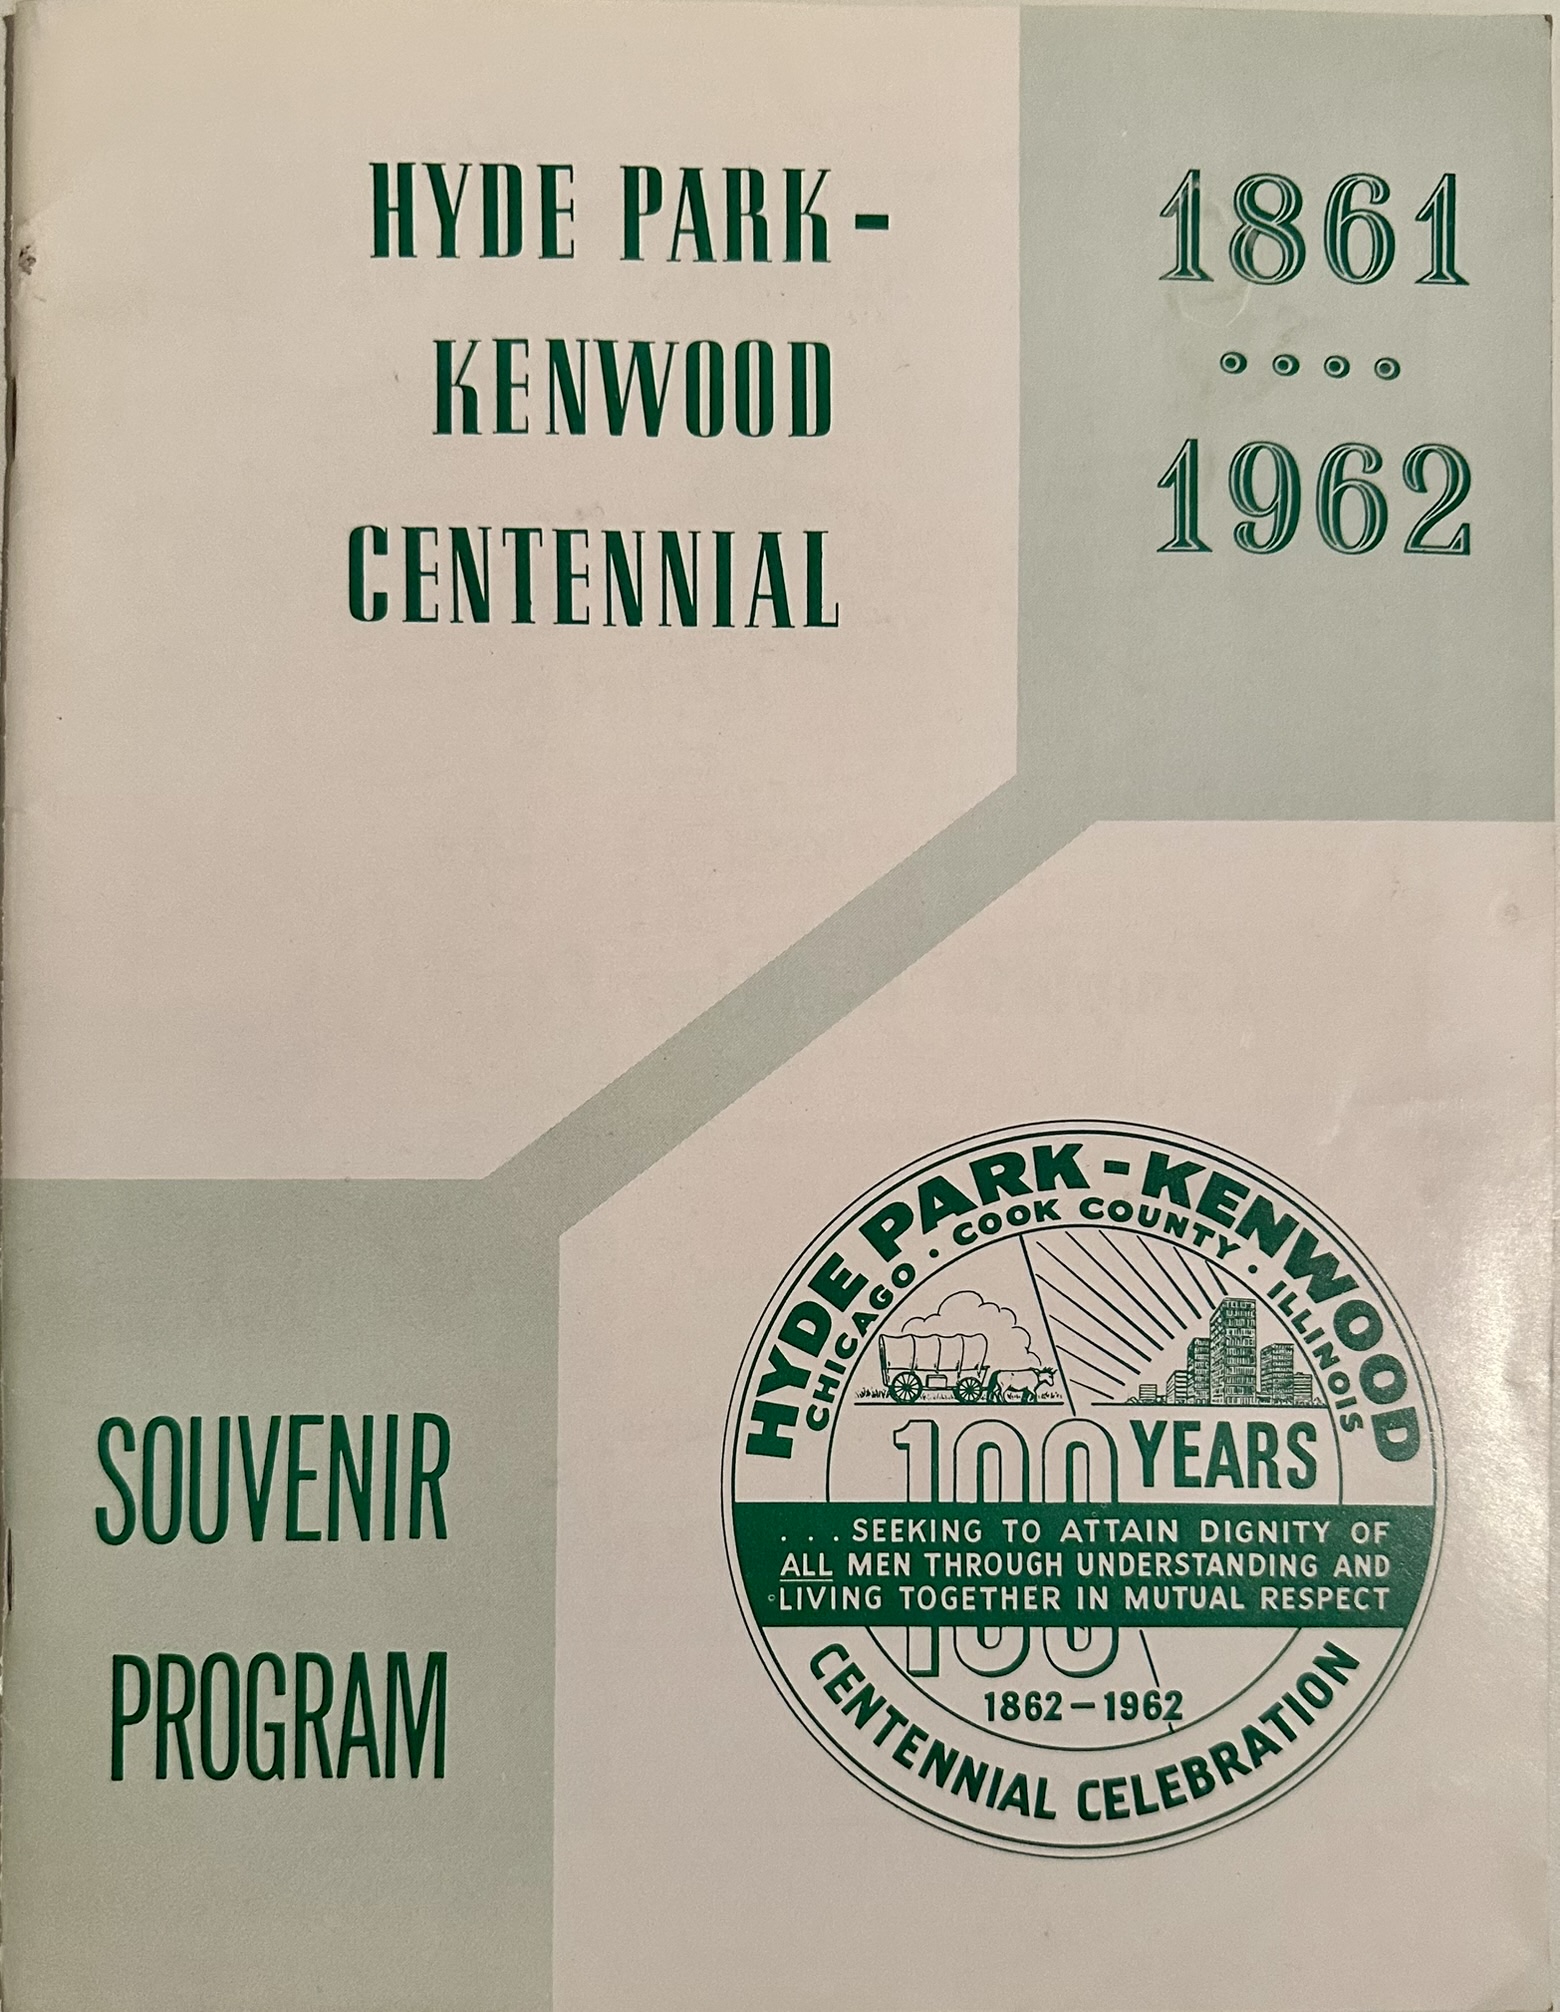 HYDE PARK-
KENWOOD
CENTENNIAL
1861
....
1962
SOUVENIR
PROGRAM
HYDE PARK-KENWOOD
CHICAGO · COOK COUNTY · ILLINOIS
100 YEARS
. . . SEEKING TO ATTAIN DIGNITY OF
ALL MEN THROUGH UNDERSTANDING AND
©LIVING TOGETHER IN MUTUAL RESPECT
1862-1962
CENTENNIAL CELEBRATION